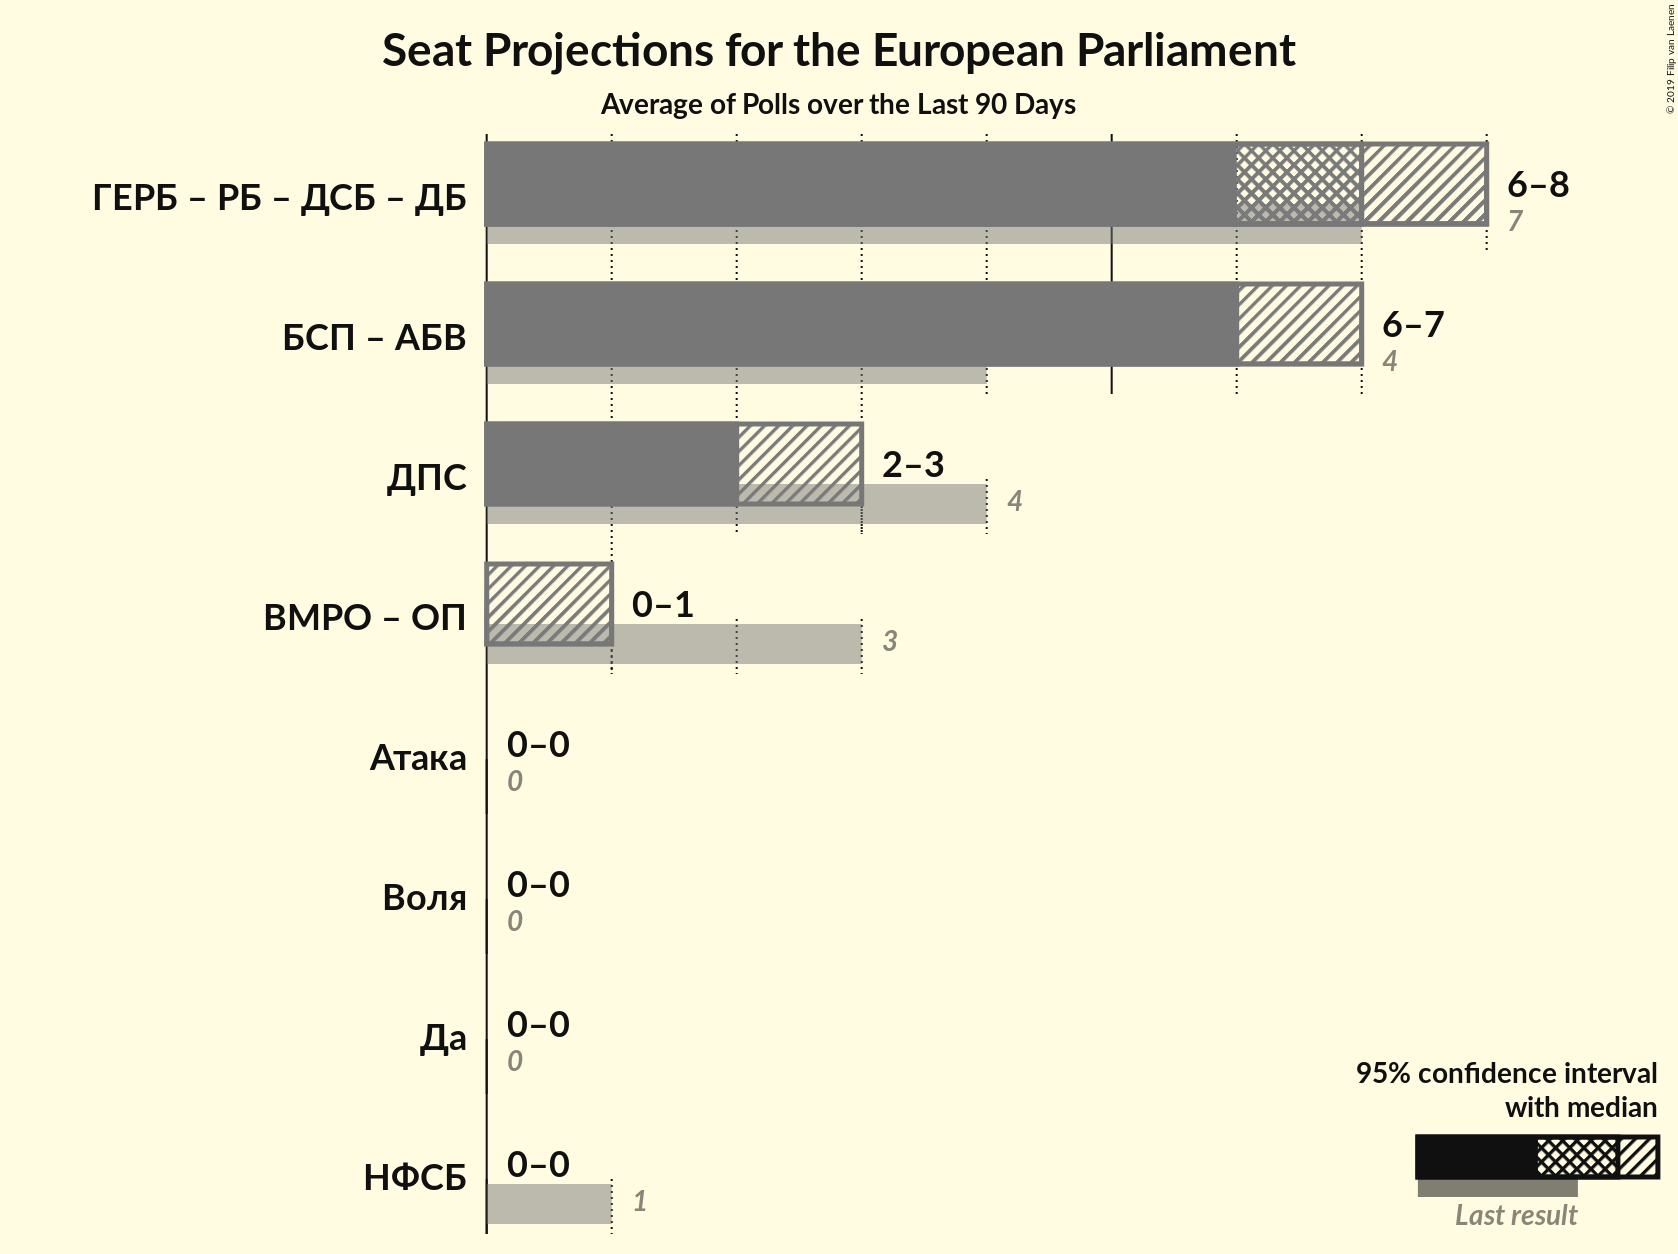 Seat Projections for the European Parliament
Average of Polls over the Last 90 Days
© 2019 Filip van Laenen
ГЕРБ – РБ – ДСБ – ДБ
6–8
7
БСП – АБВ
6–7
4
ДПС
2–3
4
ВМРО – ОП
0–1
3
Атака
0–0
0
Воля
0–0
0
Да
0–0
0
НФСБ
0–0
1
95% confidence interval
with median
Last result